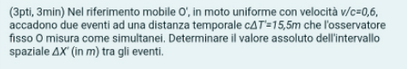 (3pti, 3min) Nel riferimento mobile O', in moto uniforme con velocità v/c=0,6,
accadono due eventi ad una distanza temporale cΔT'=15,5m che l'osservatore
fisso O misura come simultanei. Determinare il valore assoluto dell'intervallo
spaziale ΔX' (in m) tra gli eventi.